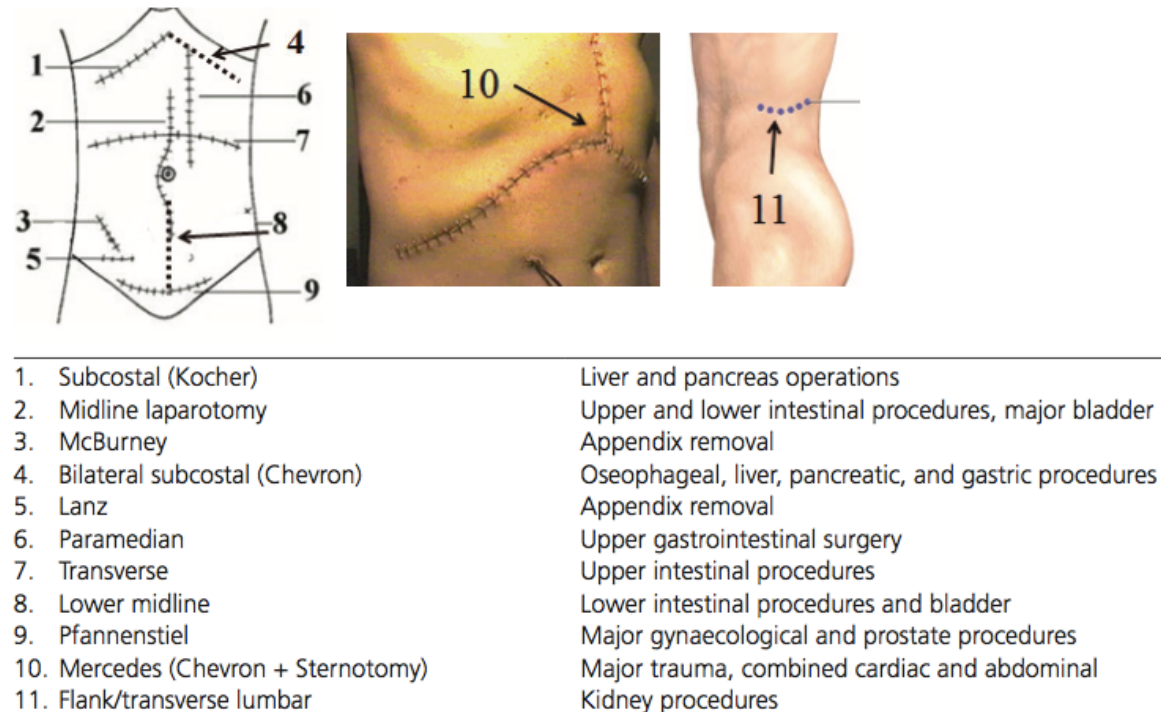 4
1
6
2
7
3
8
5
9
10
11
1. Subcostal (Kocher) Liver and pancreas operations
2. Midline laparotomy Upper and lower intestinal procedures, major bladder
3. McBurney Appendix removal
4. Bilateral subcostal (Chevron) Oseophageal, liver, pancreatic, and gastric procedures
5. Lanz Appendix removal
6. Paramedian Upper gastrointestinal surgery
7. Transverse Upper intestinal procedures
8. Lower midline Lower intestinal procedures and bladder
9. Pfannenstiel Major gynaecological and prostate procedures
10. Mercedes (Chevron + Sternotomy) Major trauma, combined cardiac and abdominal
11. Flank/transverse lumbar Kidney procedures